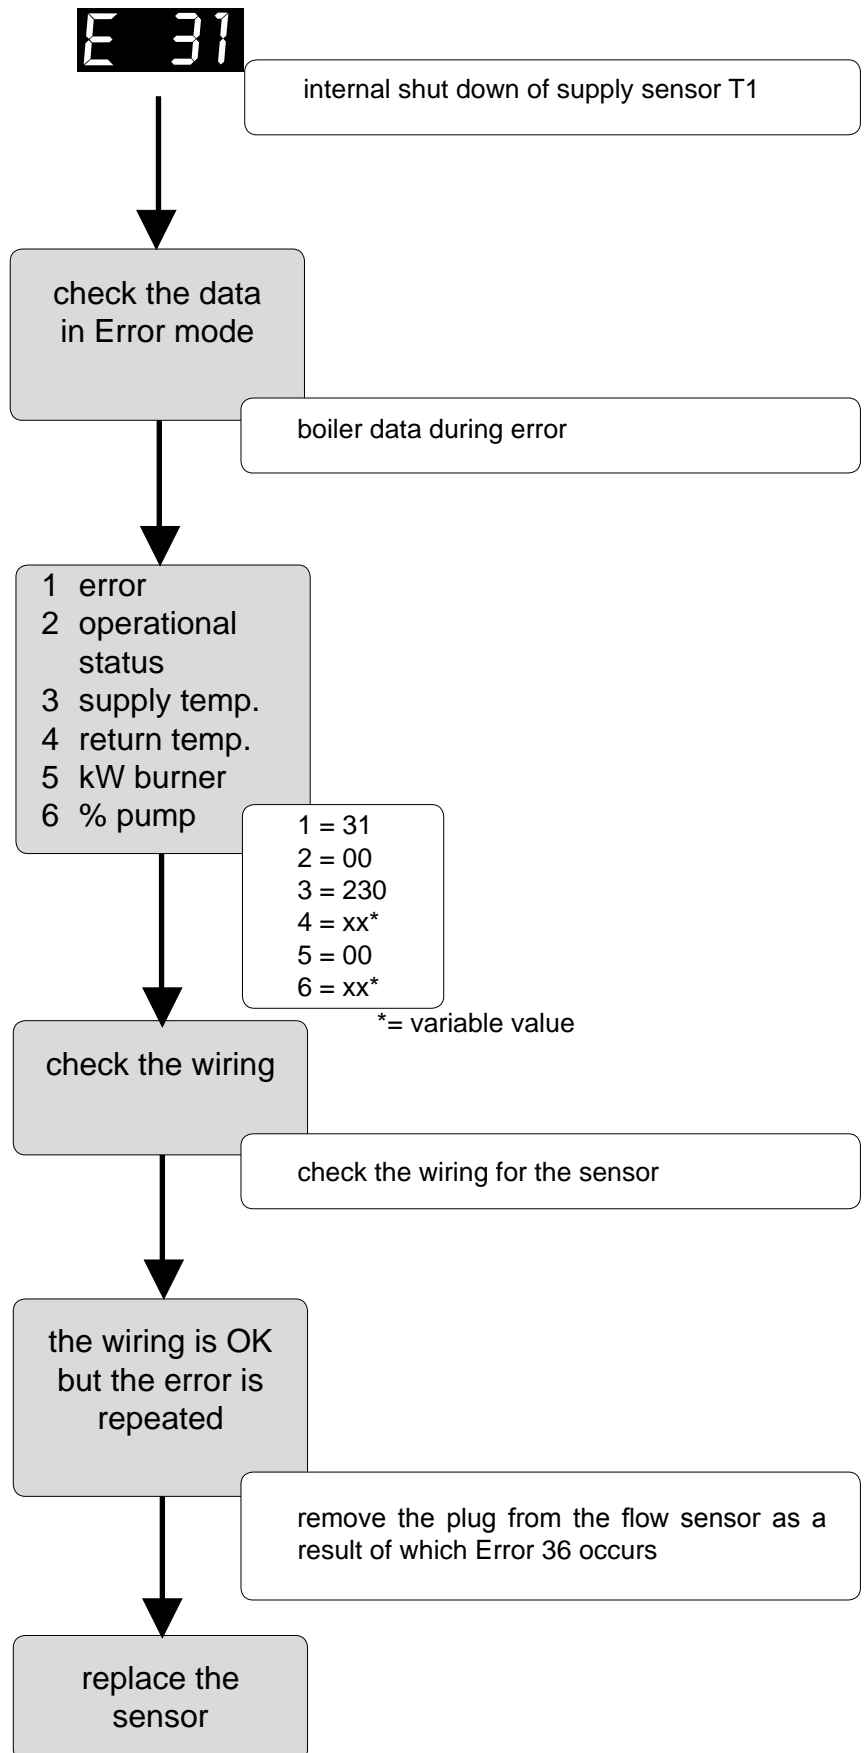 E 31
internal shut down of supply sensor T1
check the data
in Error mode
boiler data during error
1 error
2 operational
status
3 supply temp.
4 return temp.
5 kW burner
6 % pump
1 = 31
2 = 00
3 = 230
4 = xx*
5 = 00
6 = xx*
*= variable value
check the wiring
check the wiring for the sensor
the wiring is OK
but the error is
repeated
remove the plug from the flow sensor as a
result of which Error 36 occurs
replace the
sensor